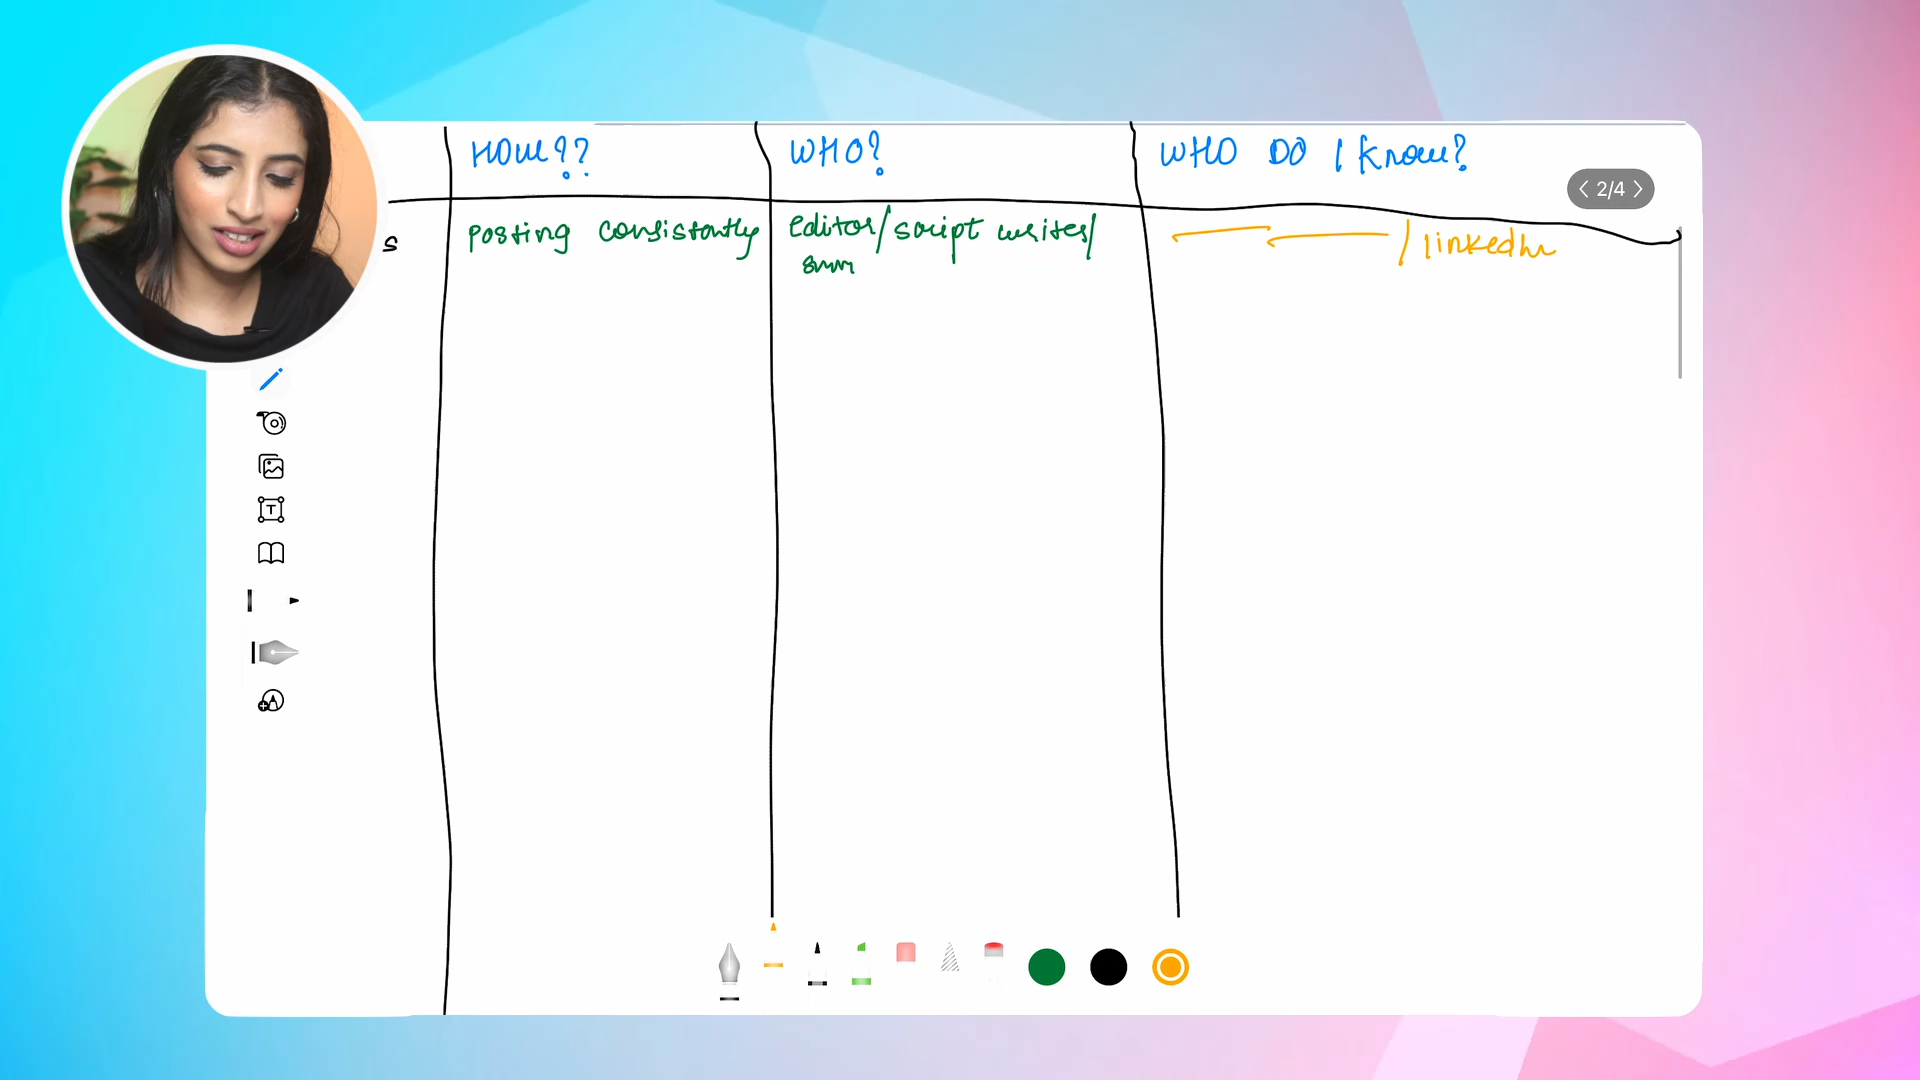 HOW??
WHO?
WHO DO I know?
2/4
s
posting consistently
editor/script writer/
smm
/linkedin